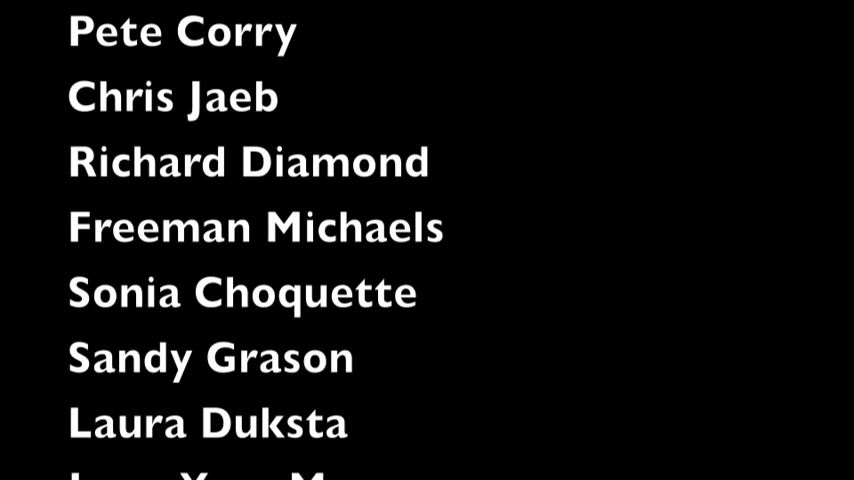 Pete Corry
Chris Jaeb
Richard Diamond
Freeman Michaels
Sonia Choquette
Sandy Grason
Laura Duksta